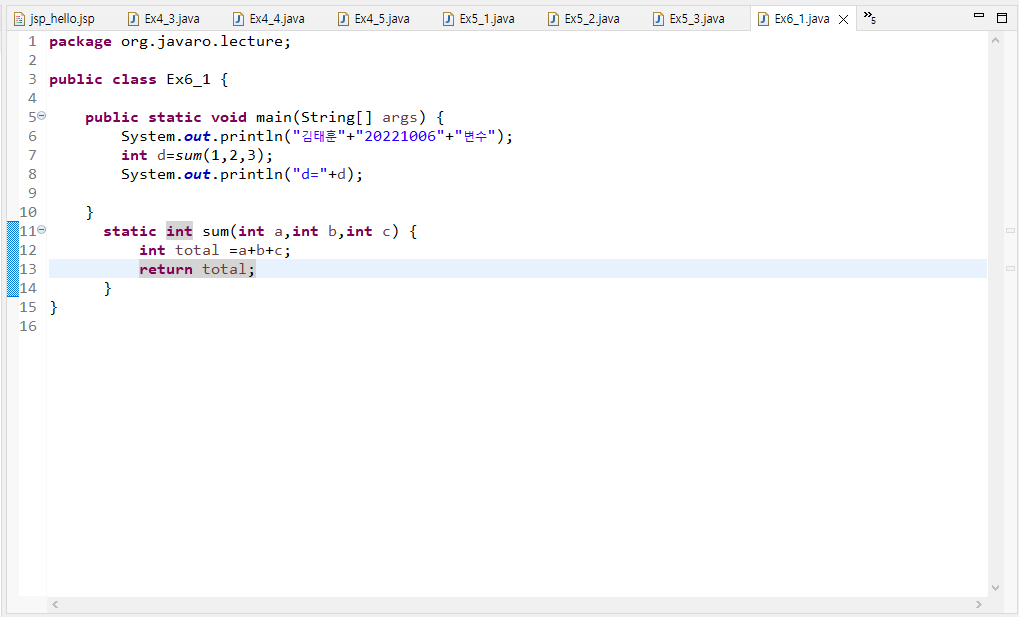 jsp_hello.jsp Ex4_3.java Ex4_4.java Ex4_5.java Ex5_1.java Ex5_2.java Ex5_3.java Ex6_1.java »5
1 package org.javaro.lecture;
2
3 public class Ex6_1 {
4
5 public static void main(String[] args) {
6 System.out.println("김태훈"+"20221006"+"변수");
7 int d=sum(1,2,3);
8 System.out.println("d="+d);
9
10 }
11 static int sum(int a,int b,int c) {
12 int total =a+b+c;
13 return total;
14 }
15 }
16